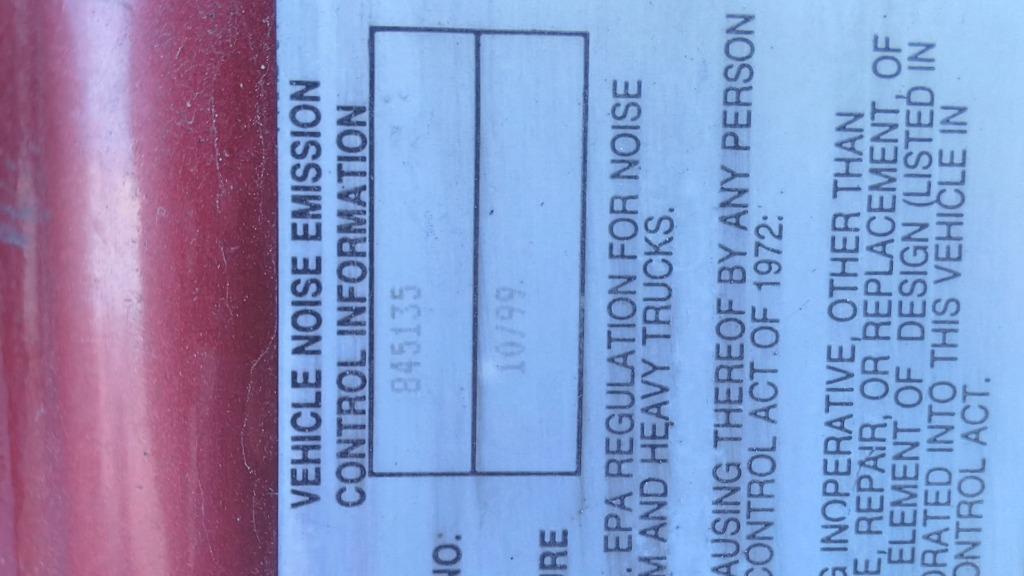 VEHICLE NOISE EMISSION
CONTROL INFORMATION
NO: 845135
URE 10/99
: EPA REGULATION FOR NOISE
M AND HEAVY TRUCKS.
AUSING THEREOF BY ANY PERSON
CONTROL ACT OF 1972:
G INOPERATIVE, OTHER THAN
E, REPAIR, OR REPLACEMENT, OF
ELEMENT OF DESIGN (LISTED IN
ORATED INTO THIS VEHICLE IN
ONTROL ACT.